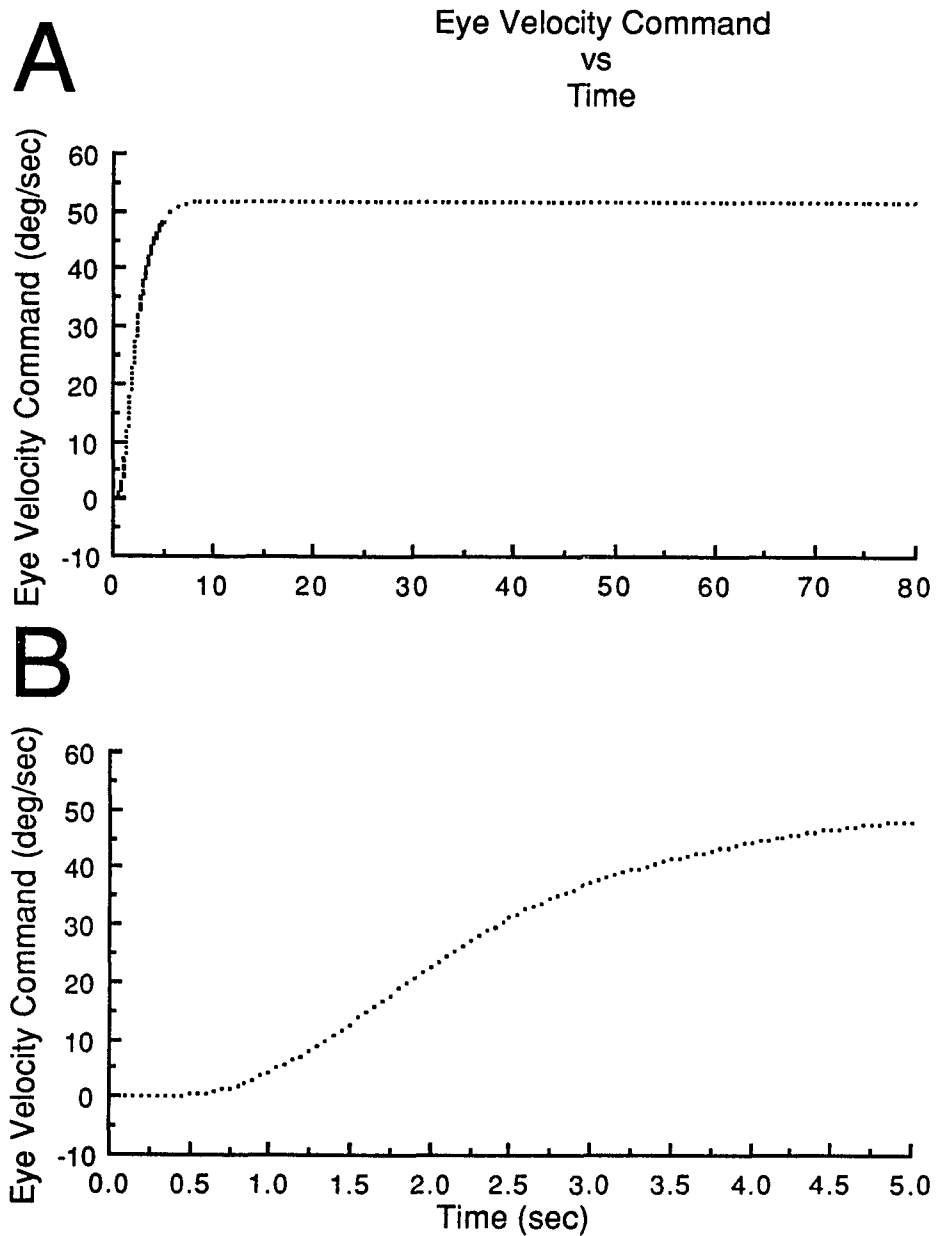 A
Eye Velocity Command
vs
Time
Eye Velocity Command (deg/sec)
60
50
40
30
20
10
0
-10
0 10 20 30 40 50 60 70 80
B
Eye Velocity Command (deg/sec)
60
50
40
30
20
10
0
-10
0.0 0.5 1.0 1.5 2.0 2.5 3.0 3.5 4.0 4.5 5.0
Time (sec)